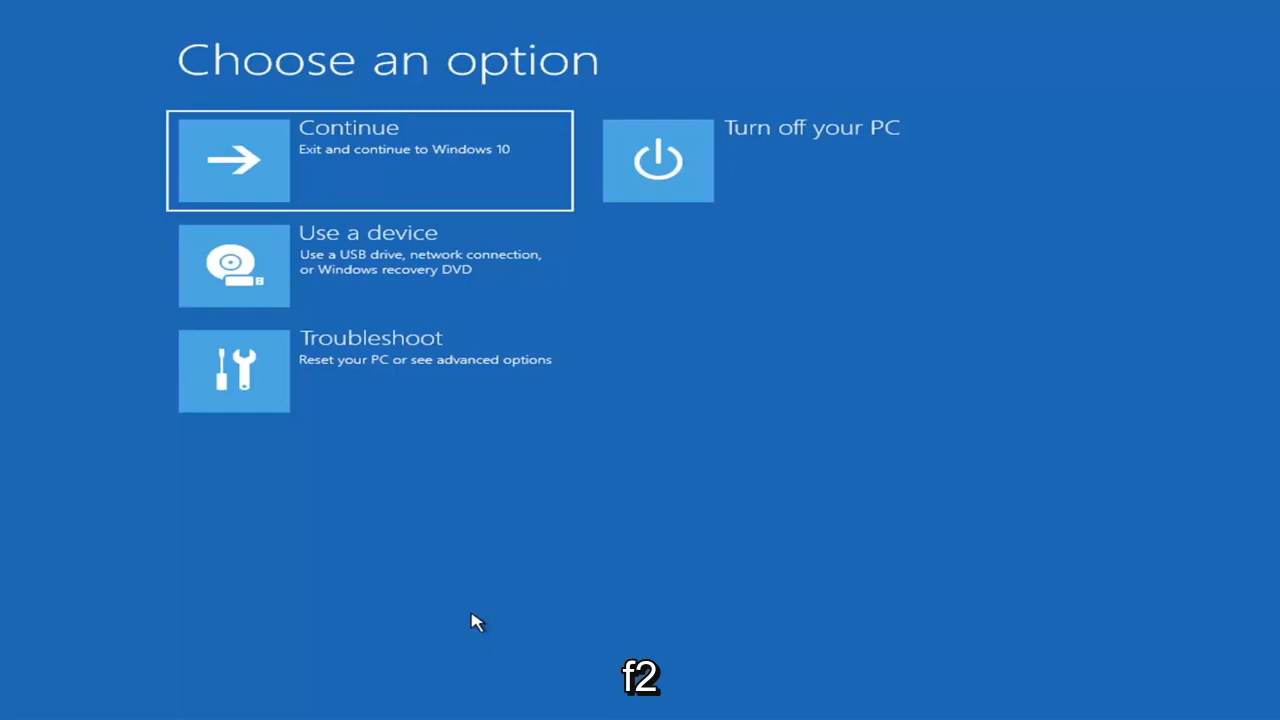 Choose an option
Continue
Exit and continue to Windows 10
Turn off your PC
Use a device
Use a USB drive, network connection,
or Windows recovery DVD
Troubleshoot
Reset your PC or see advanced options
f2